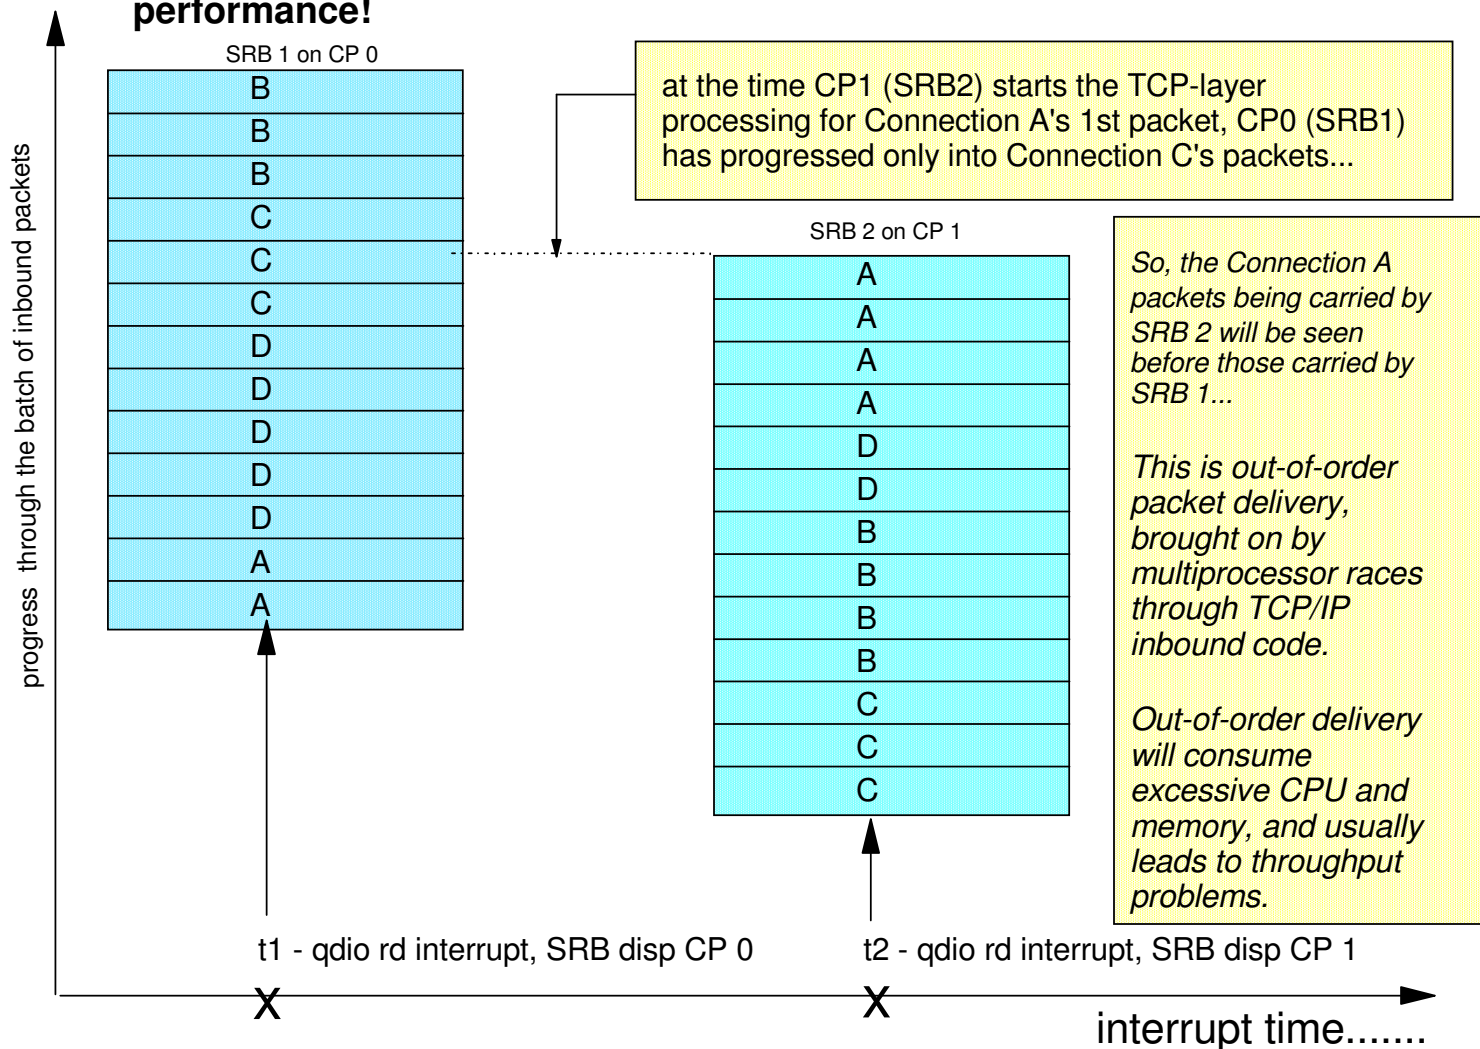 performance!
SRB 1 on CP 0
B
B
B
C
C
C
D
D
D
D
D
A
A
at the time CP1 (SRB2) starts the TCP-layer
processing for Connection A's 1st packet, CP0 (SRB1)
has progressed only into Connection C's packets...
SRB 2 on CP 1
A
A
A
A
D
D
B
B
B
B
C
C
C
So, the Connection A
packets being carried by
SRB 2 will be seen
before those carried by
SRB 1...
This is out-of-order
packet delivery,
brought on by
multiprocessor races
through TCP/IP
inbound code.
Out-of-order delivery
will consume
excessive CPU and
memory, and usually
leads to throughput
problems.
progress through the batch of inbound packets
t1 - qdio rd interrupt, SRB disp CP 0
t2 - qdio rd interrupt, SRB disp CP 1
X
X
interrupt time.......